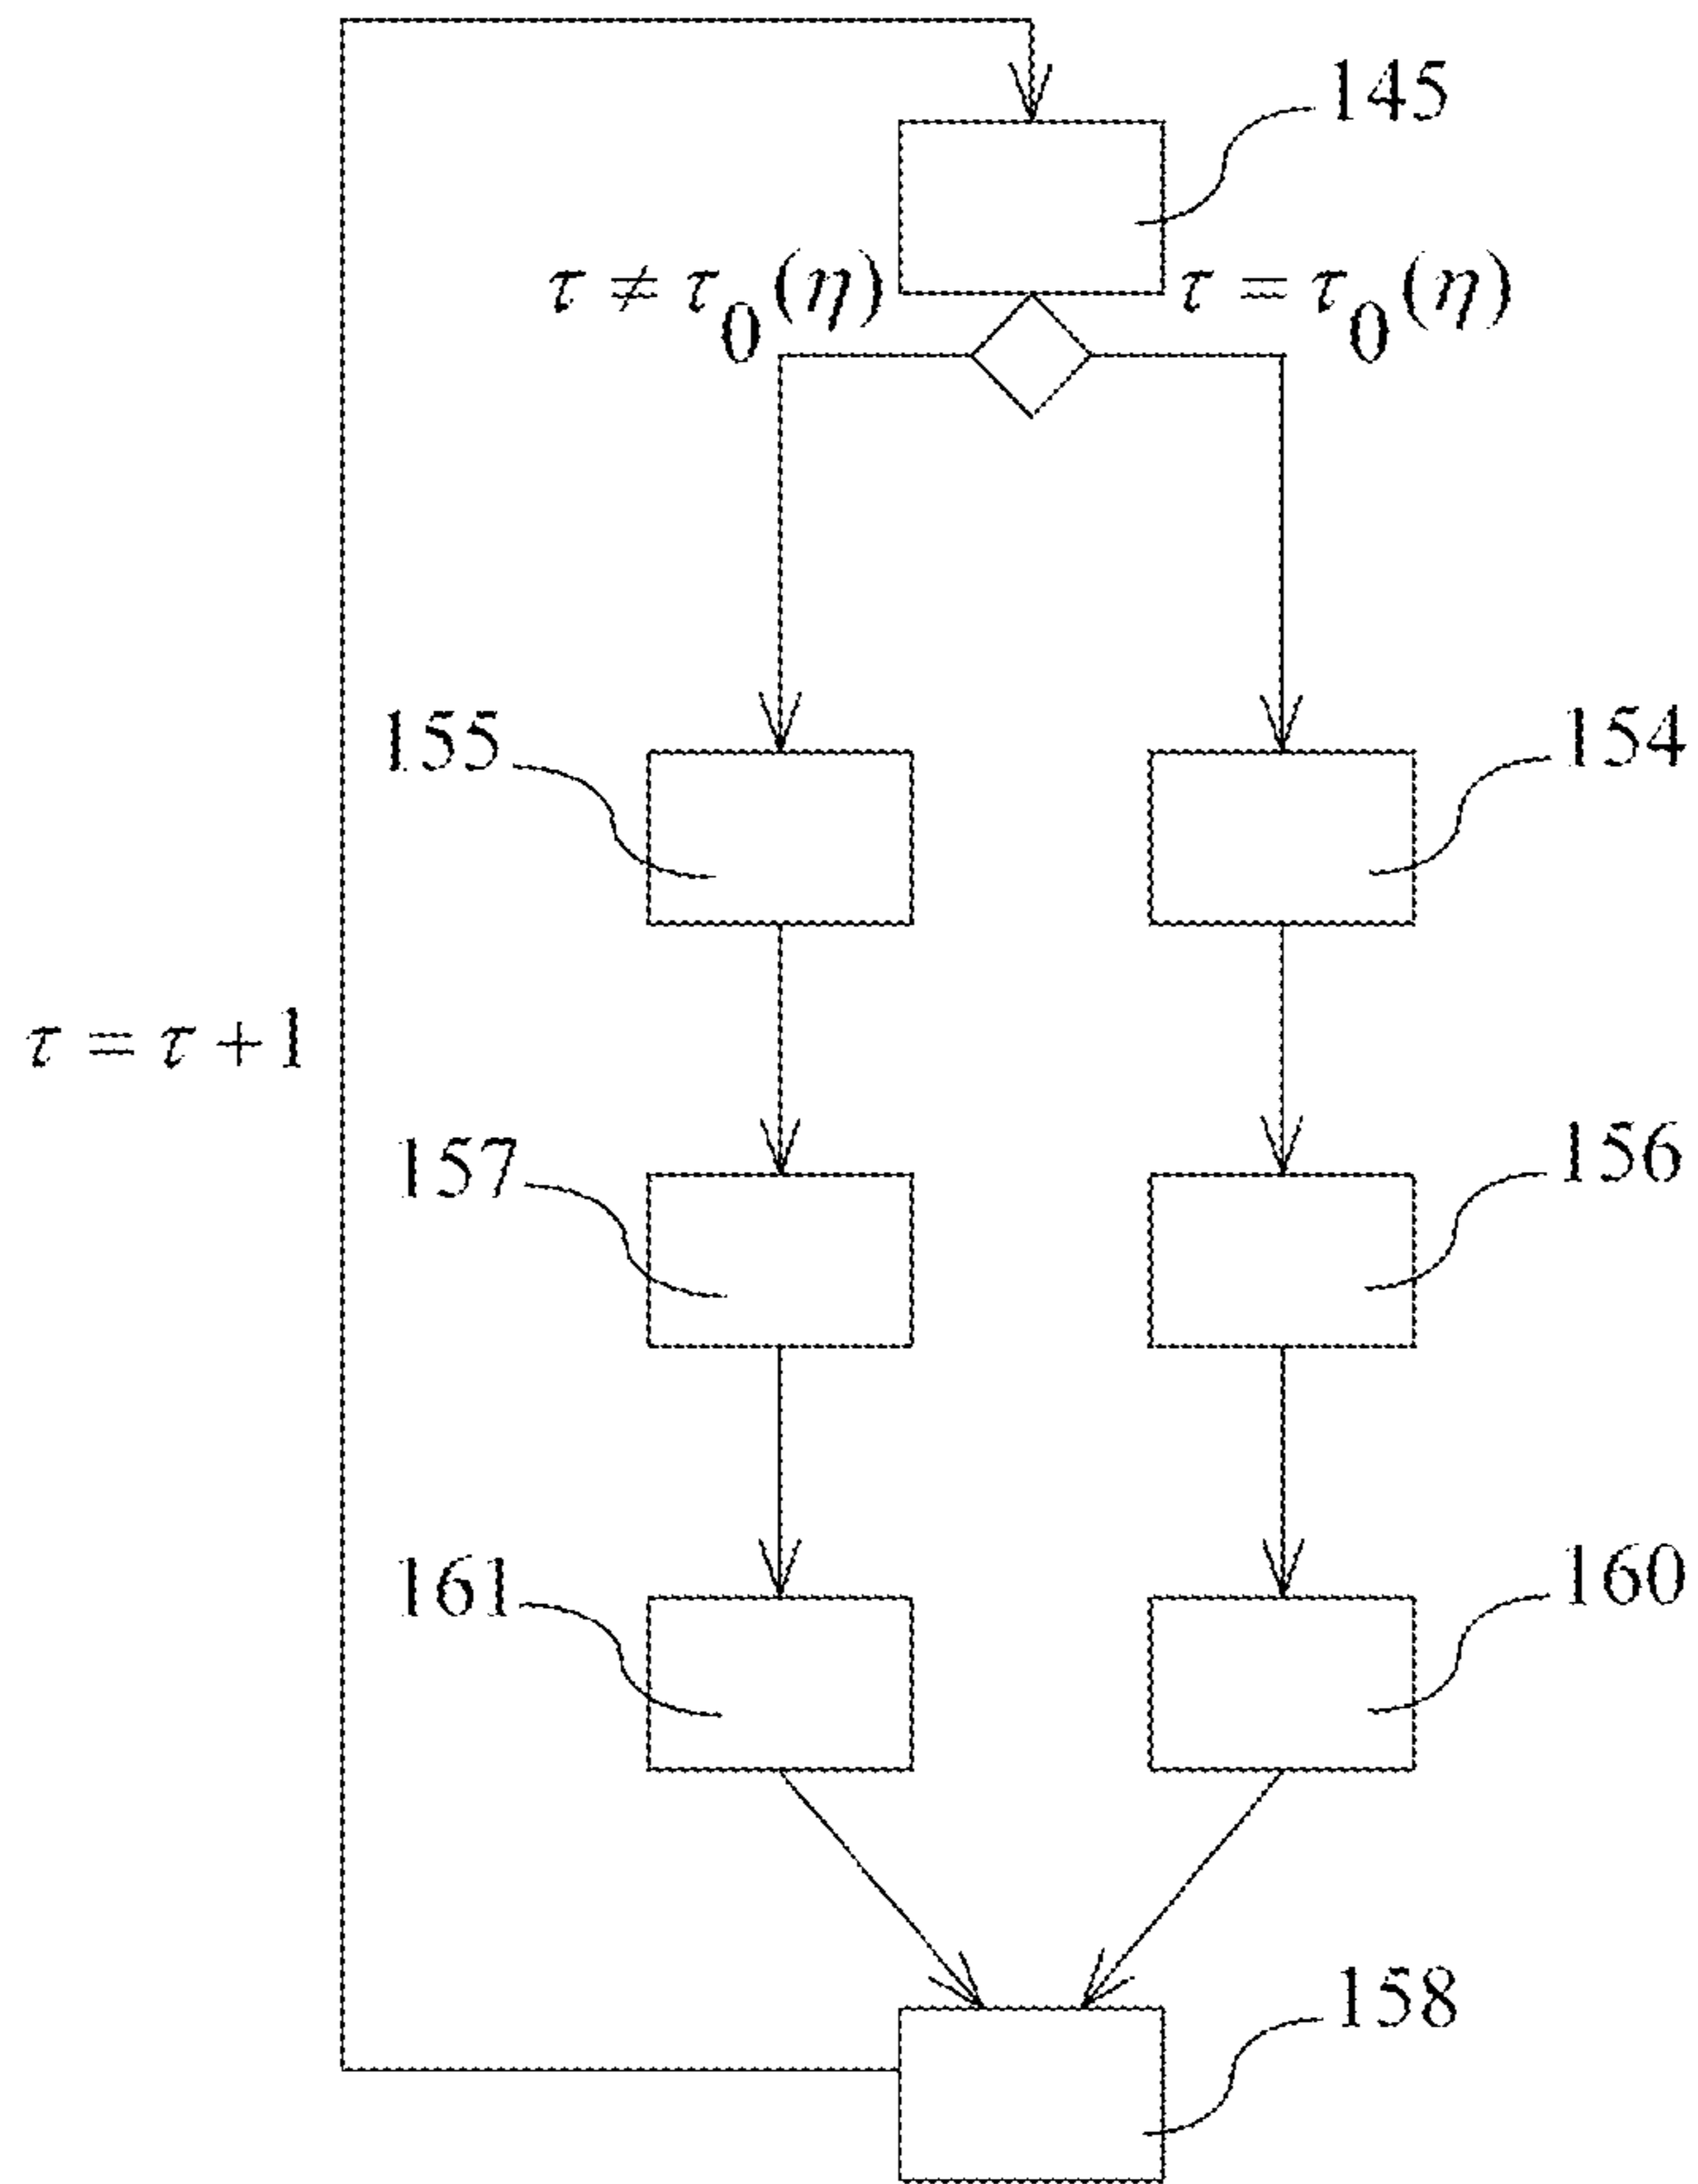 145
τ ≠ τ₀(η)
τ = τ₀(η)
155
154
τ = τ + 1
157
156
161
160
158